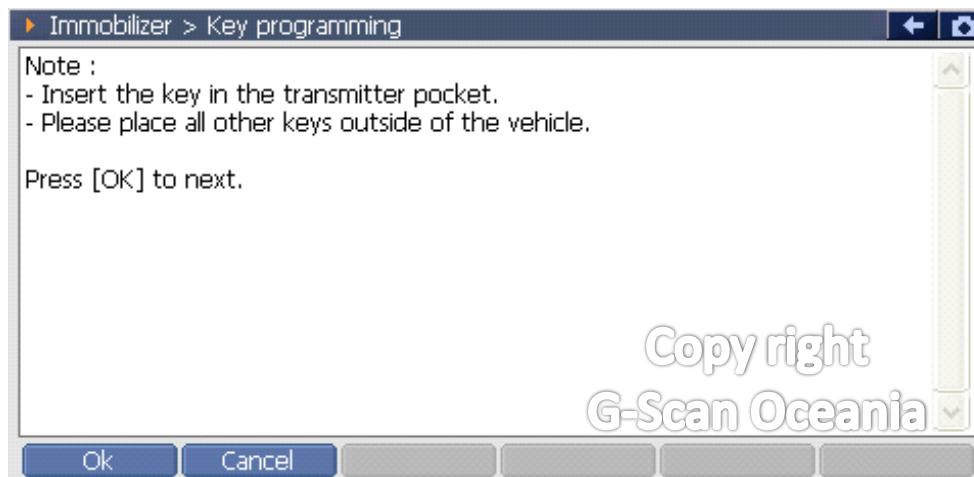 Immobilizer > Key programming
Note :
- Insert the key in the transmitter pocket.
- Please place all other keys outside of the vehicle.
Press [OK] to next.
Copy right
G-Scan Oceania
Ok Cancel